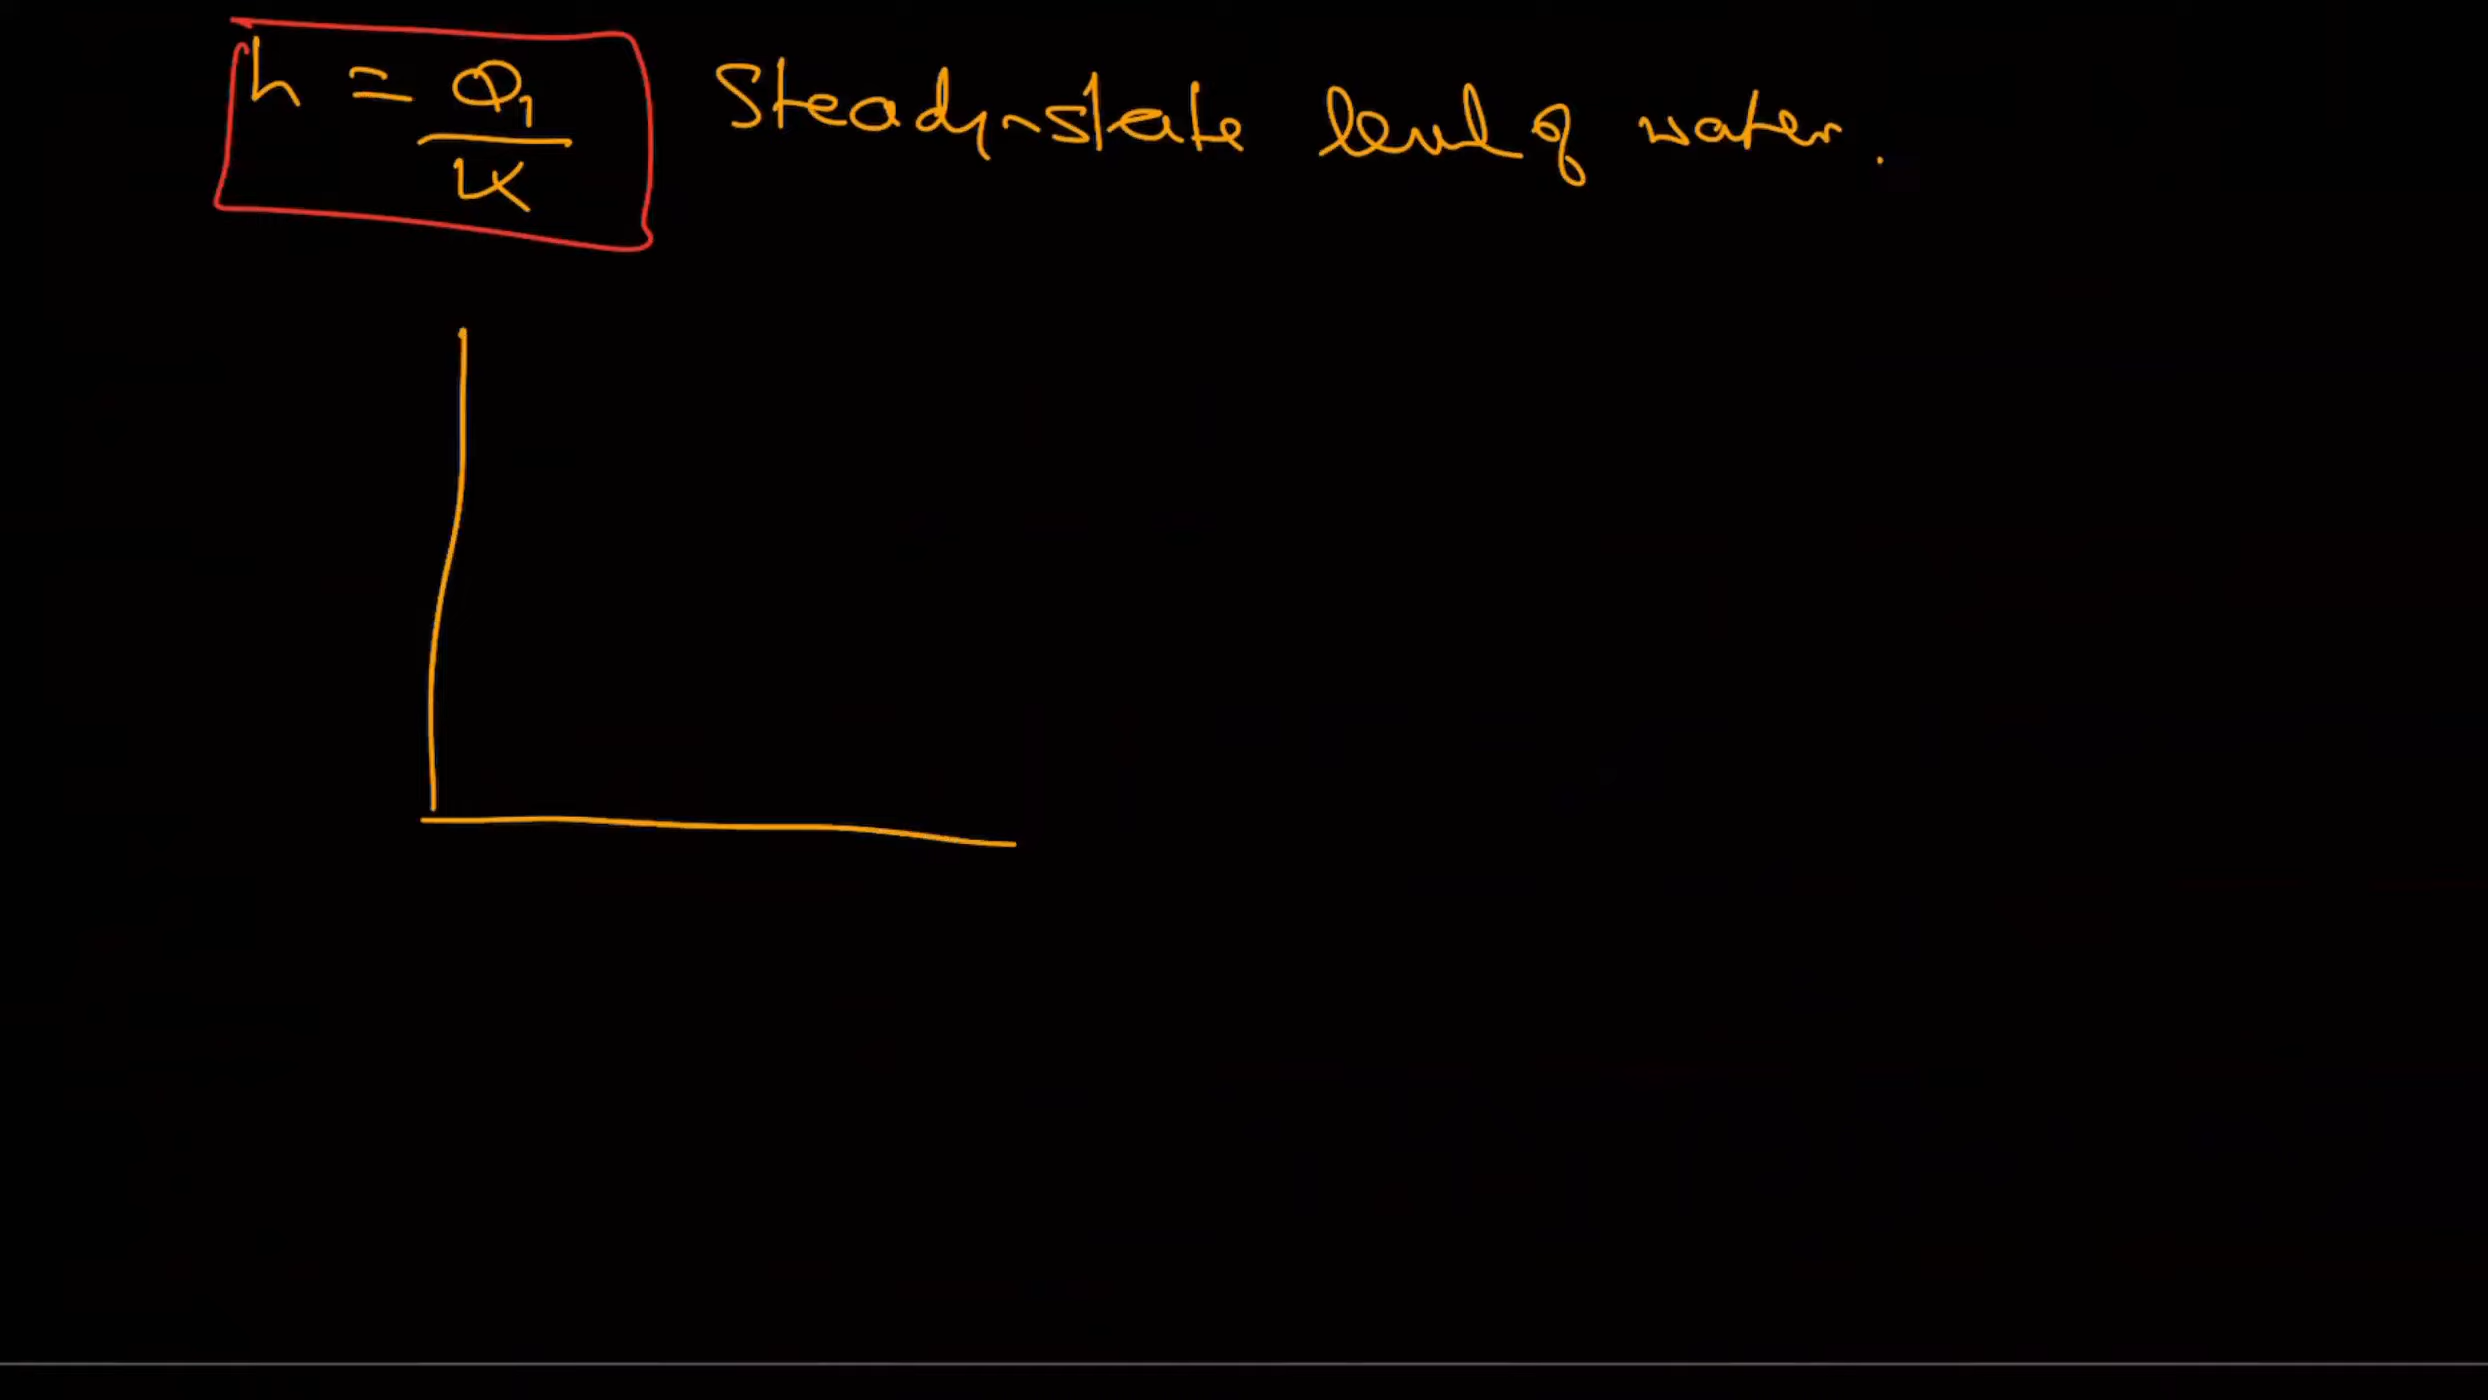 h = Q₁/K Steady-state level of water.